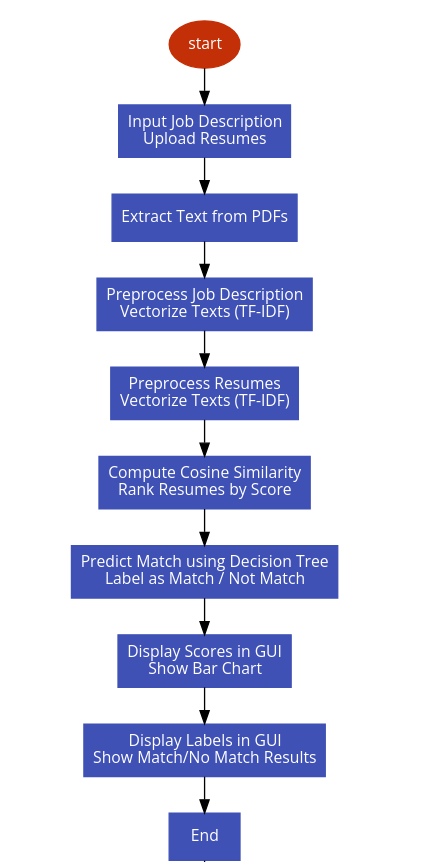 start
Input Job Description
Upload Resumes
Extract Text from PDFs
Preprocess Job Description
Vectorize Texts (TF-IDF)
Preprocess Resumes
Vectorize Texts (TF-IDF)
Compute Cosine Similarity
Rank Resumes by Score
Predict Match using Decision Tree
Label as Match / Not Match
Display Scores in GUI
Show Bar Chart
Display Labels in GUI
Show Match/No Match Results
End